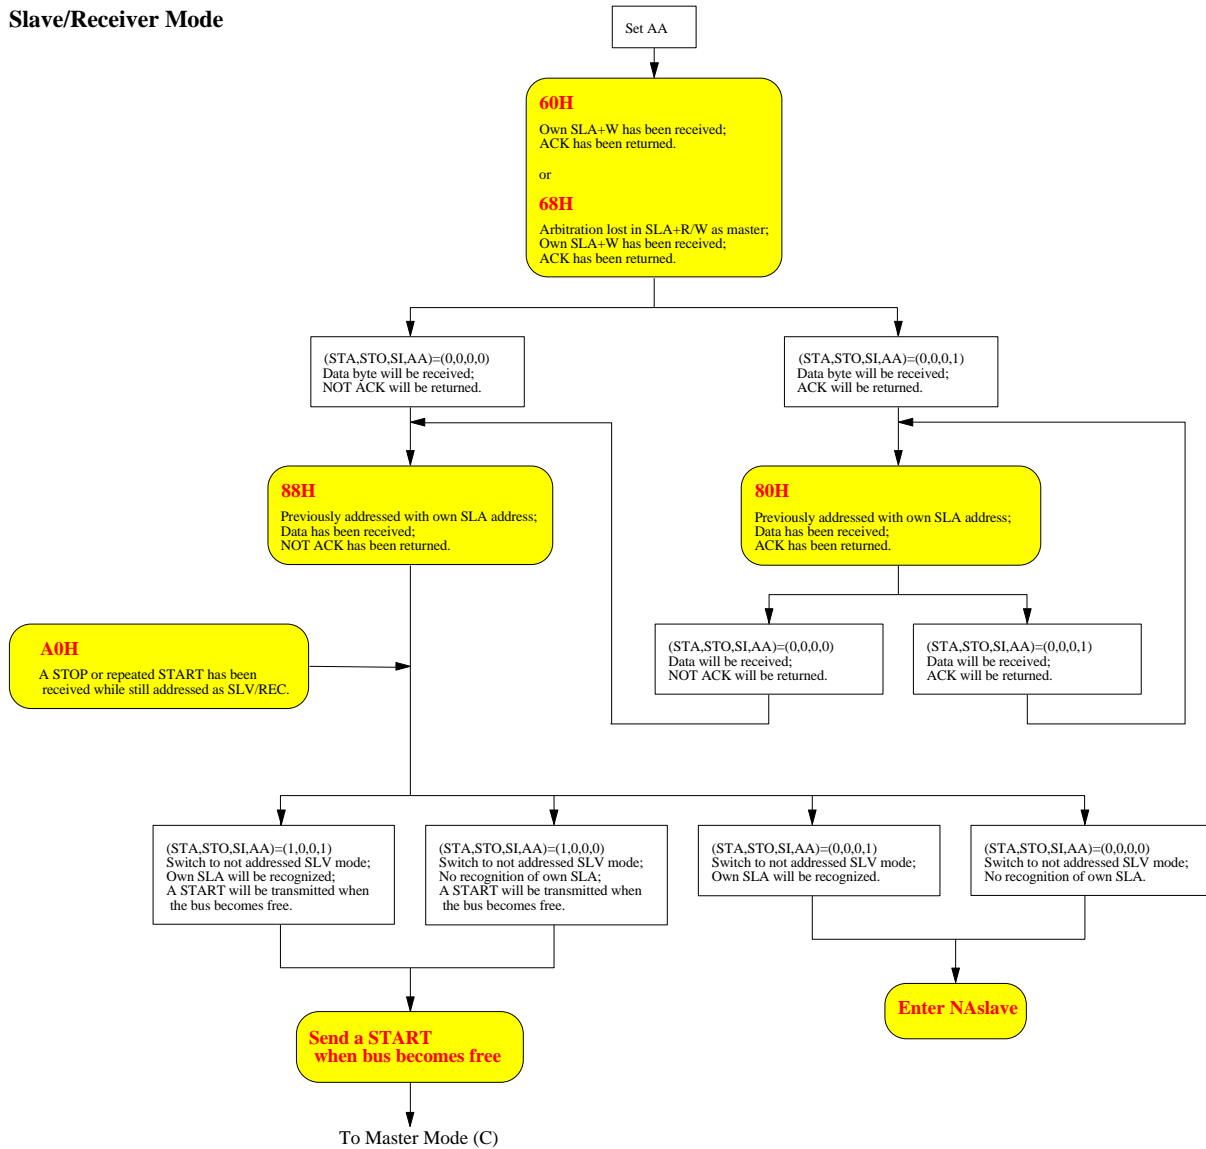 Slave/Receiver Mode
Set AA
60H
Own SLA+W has been received;
ACK has been returned.
or
68H
Arbitration lost in SLA+R/W as master;
Own SLA+W has been received;
ACK has been returned.
(STA,STO,SI,AA)=(0,0,0,0)
Data byte will be received;
NOT ACK will be returned.
(STA,STO,SI,AA)=(0,0,0,1)
Data byte will be received;
ACK will be returned.
88H
Previously addressed with own SLA address;
Data has been received;
NOT ACK has been returned.
80H
Previously addressed with own SLA address;
Data has been received;
ACK has been returned.
A0H
A STOP or repeated START has been
received while still addressed as SLV/REC.
(STA,STO,SI,AA)=(0,0,0,0)
Data will be received;
NOT ACK will be returned.
(STA,STO,SI,AA)=(0,0,0,1)
Data will be received;
ACK will be returned.
(STA,STO,SI,AA)=(1,0,0,1)
Switch to not addressed SLV mode;
Own SLA will be recognized;
A START will be transmitted when
the bus becomes free.
(STA,STO,SI,AA)=(1,0,0,0)
Switch to not addressed SLV mode;
No recognition of own SLA;
A START will be transmitted when
the bus becomes free.
(STA,STO,SI,AA)=(0,0,0,1)
Switch to not addressed SLV mode;
Own SLA will be recognized.
(STA,STO,SI,AA)=(0,0,0,0)
Switch to not addressed SLV mode;
No recognition of own SLA.
Send a START
when bus becomes free
Enter NAslave
To Master Mode (C)